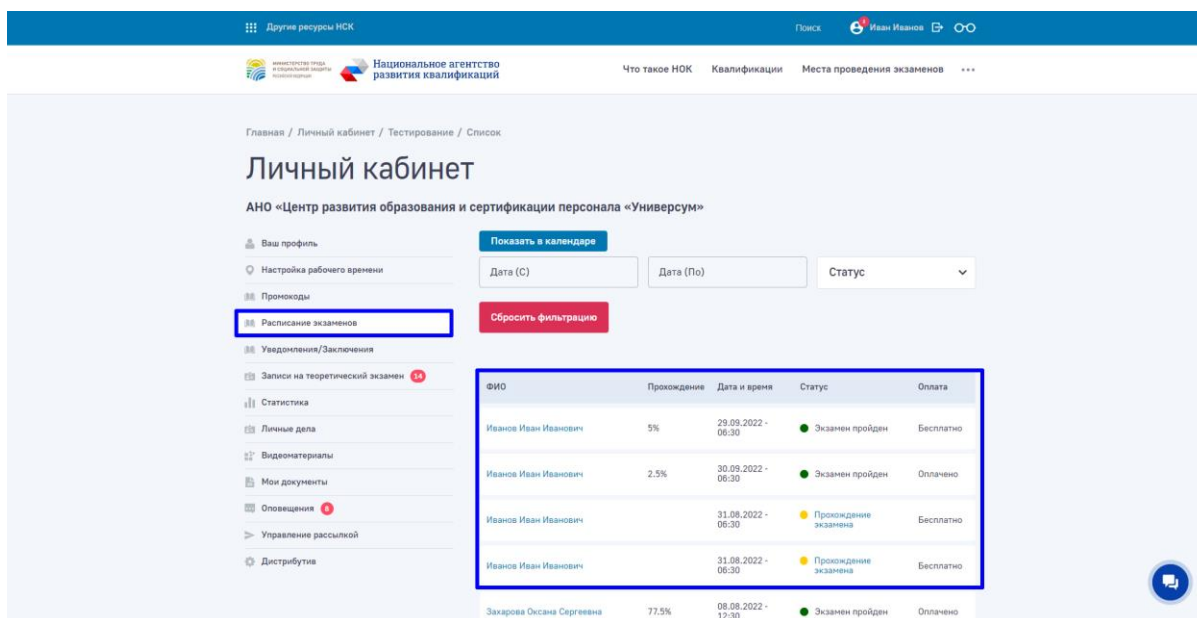 Другие ресурсы НСК
Поиск
Иван Иванов
МИНИСТЕРСТВО ТРУДА
И СОЦИАЛЬНОЙ ЗАЩИТЫ
Национальное агентство
развития квалификаций
Что такое НОК Квалификации Места проведения экзаменов ...
Главная / Личный кабинет / Тестирование / Список
Личный кабинет
АНО «Центр развития образования и сертификации персонала «Универсум»
Ваш профиль
Настройка рабочего времени
Промокоды
Расписание экзаменов
Уведомления/Заключения
Записи на теоретический экзамен 14
Статистика
Личные дела
Видеоматериалы
Мои документы
Оповещения 8
Управление рассылкой
Дистрибутив
Показать в календаре
Дата (С) Дата (По) Статус
Сбросить фильтрацию
ФИО Прохождение Дата и время Статус Оплата
Иванов Иван Иванович 5% 29.09.2022 - 06:30 Экзамен пройден Бесплатно
Иванов Иван Иванович 2.5% 30.09.2022 - 06:30 Экзамен пройден Оплачено
Иванов Иван Иванович 31.08.2022 - 06:30 Прохождение экзамена Бесплатно
Иванов Иван Иванович 31.08.2022 - 06:30 Прохождение экзамена Бесплатно
Захарова Оксана Сергеевна 77.5% 08.08.2022 - 12:30 Экзамен пройден Оплачено